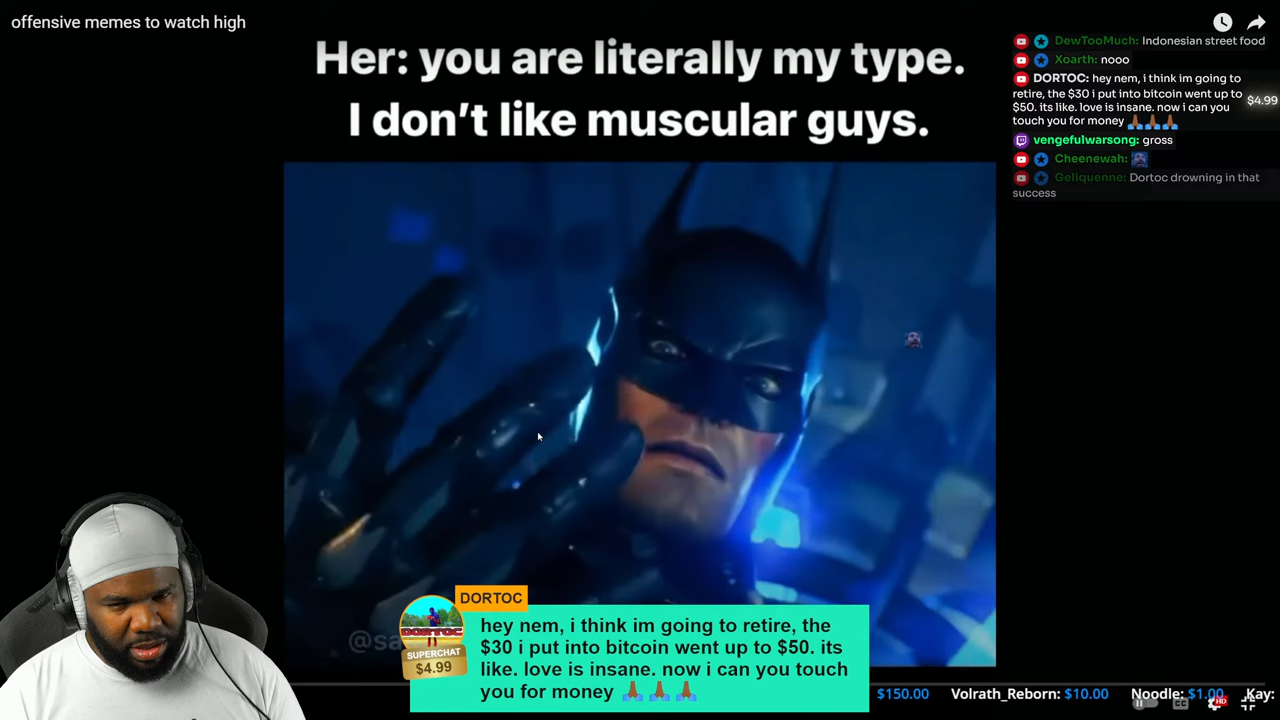 offensive memes to watch high
Her: you are literally my type.
I don't like muscular guys.
DewTooMuch: Indonesian street food
Xoarth: nooo
DORTOC: hey nem, i think im going to
retire, the $30 i put into bitcoin went up to
$50. its like. love is insane. now i can you
touch you for money 🙏🏾🙏🏾🙏🏾
$4.99
vengefulwarsong: gross
Cheenewah:
Geliquenne: Dortoc drowning in that
success
@sa
DORTOC
DORTOC
SUPERCHAT
$4.99
hey nem, i think im going to retire, the
$30 i put into bitcoin went up to $50. its
like. love is insane. now i can you touch
you for money 🙏🏾 🙏🏾 🙏🏾
$150.00 Volrath_Reborn: $10.00 Noodle: $1.00 Kay:
CC HD